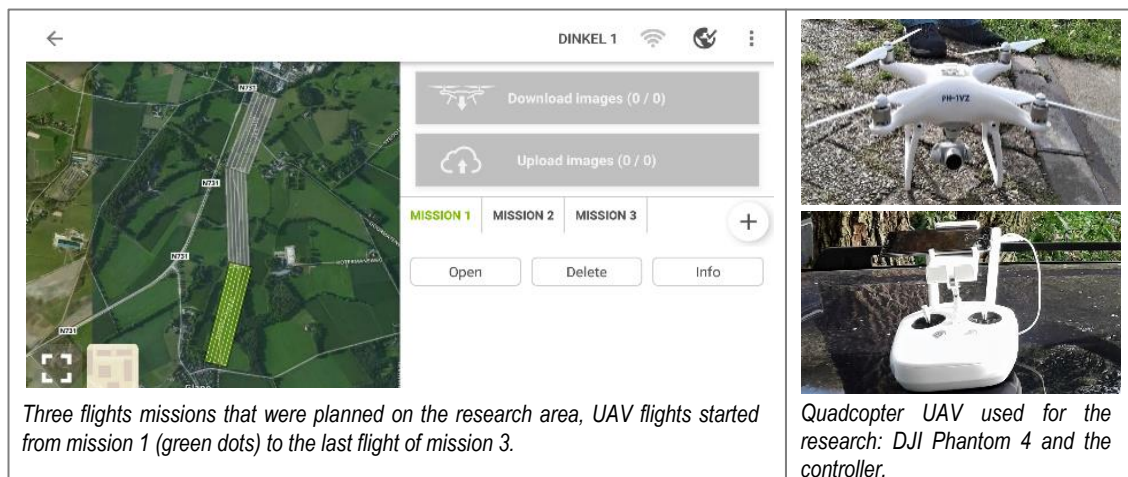 DINKEL 1
Download images (0 / 0)
Upload images (0 / 0)
MISSION 1 MISSION 2 MISSION 3
+
Open Delete Info
N731
N731
N731
N731
Glane
Three flights missions that were planned on the research area, UAV flights started
from mission 1 (green dots) to the last flight of mission 3.
PH-1VZ
Quadcopter UAV used for the
research: DJI Phantom 4 and the
controller.